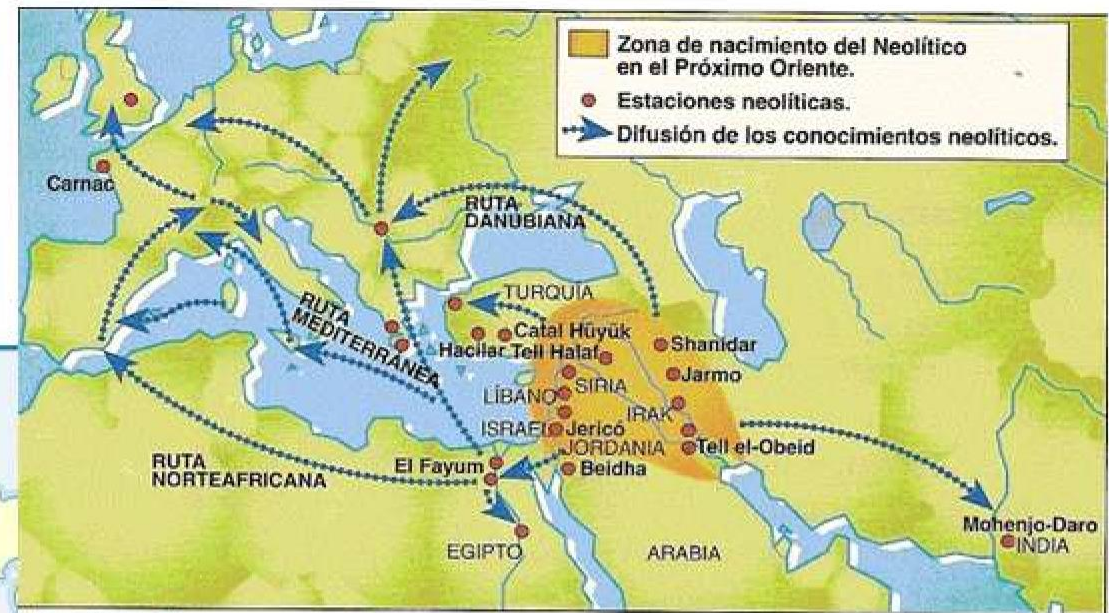 Zona de nacimiento del Neolítico
en el Próximo Oriente.
Estaciones neolíticas.
Difusión de los conocimientos neolíticos.
Carnac
RUTA
DANUBIANA
TURQUÍA
RUTA
MEDITERRÁNEA
Catal Hüyük
Hacilar
Tell Halaf
Shanidar
Jarmo
SIRIA
LÍBANO
IRAK
ISRAEL
Jericó
JORDANIA
Tell el-Obeid
Beidha
El Fayum
RUTA
NORTEAFRICANA
EGIPTO
ARABIA
Mohenjo-Daro
INDIA